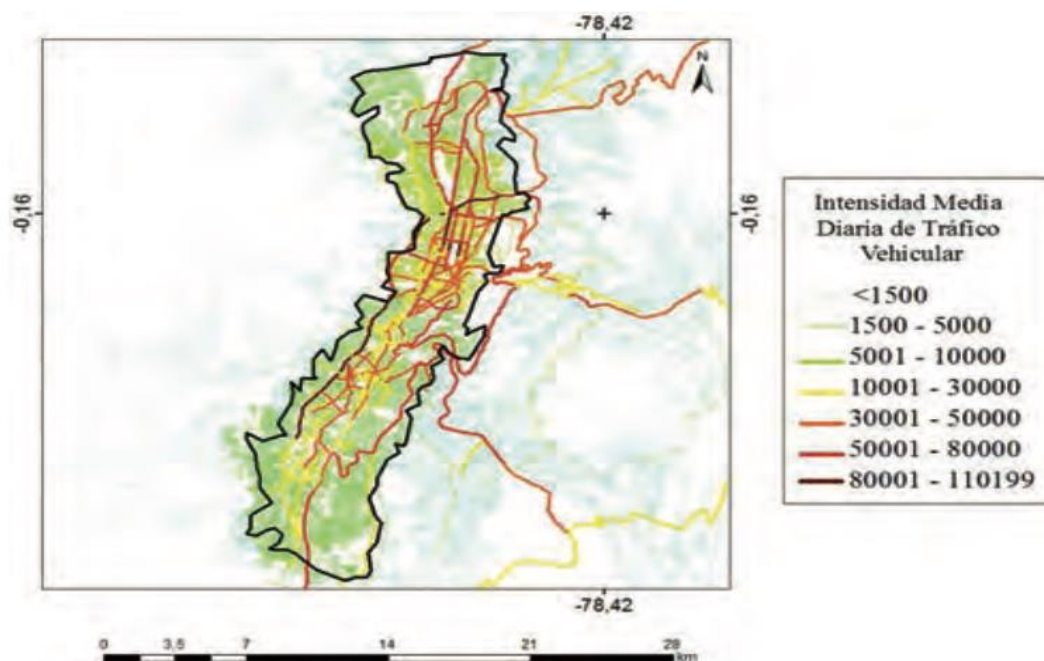 -78,42
N
-0,16
-0,16
-78,42
0 3,5 7 14 21 28
km
Intensidad Media
Diaria de Tráfico
Vehicular
<1500
1500 - 5000
5001 - 10000
10001 - 30000
30001 - 50000
50001 - 80000
80001 - 110199